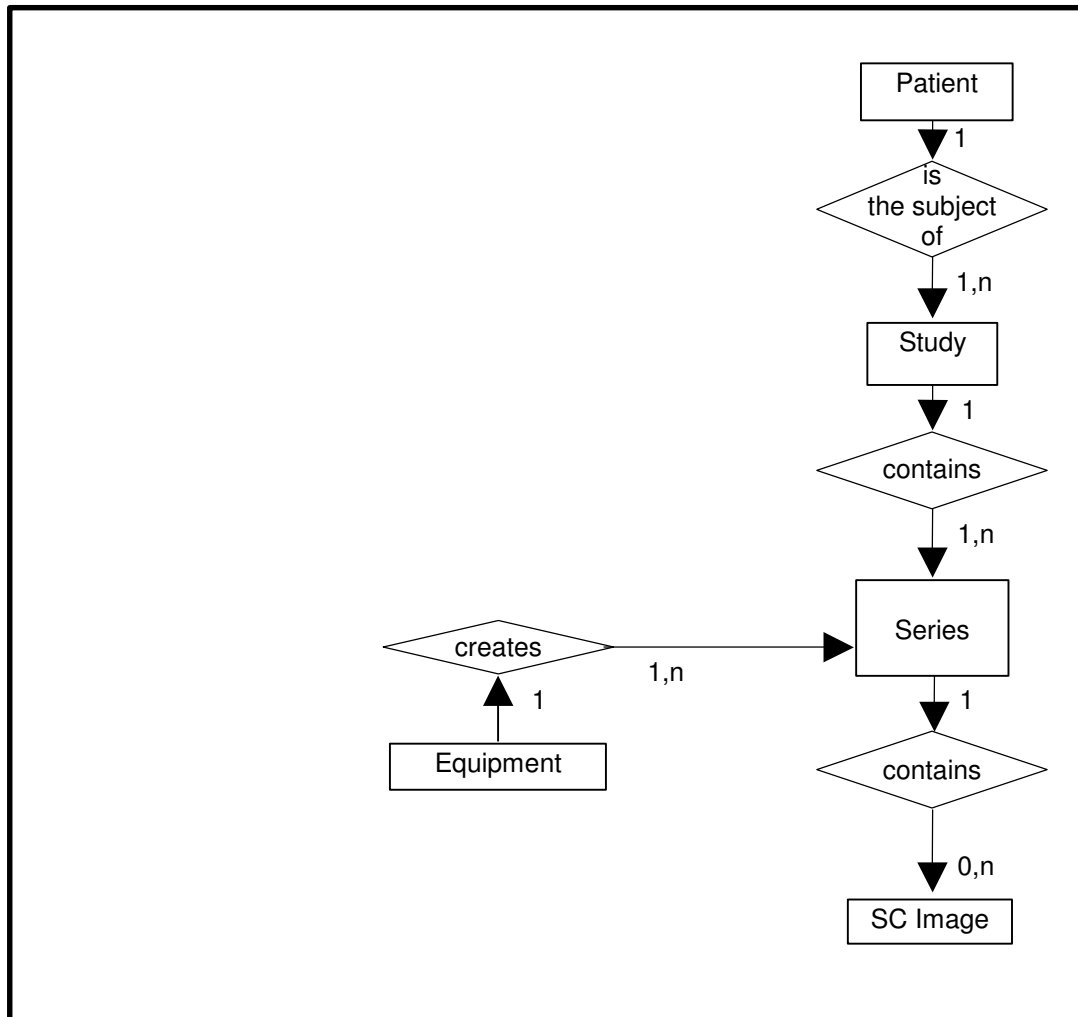 Patient
1
is
the subject
of
1,n
Study
1
contains
1,n
Series
creates
1,n
1
1
Equipment
contains
0,n
SC Image